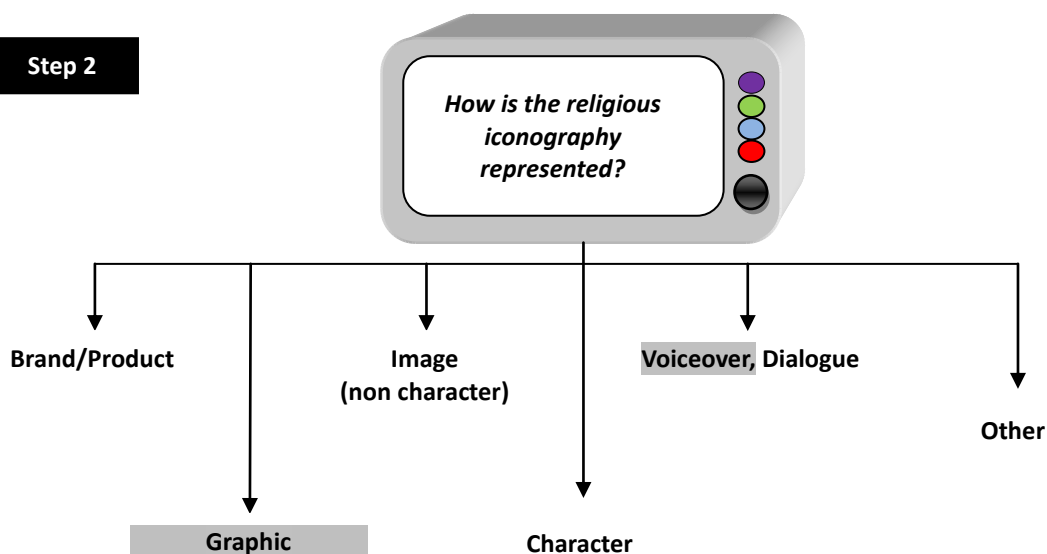 Step 2
How is the religious
iconography
represented?
Brand/Product
Image
(non character)
Voiceover, Dialogue
Other
Graphic
Character